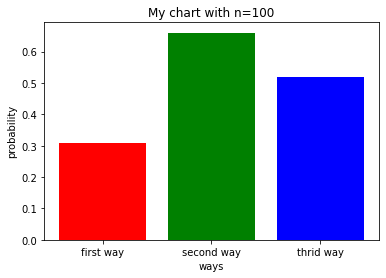 My chart with n=100
probability
0.6
0.5
0.4
0.3
0.2
0.1
0.0
first way
second way
thrid way
ways